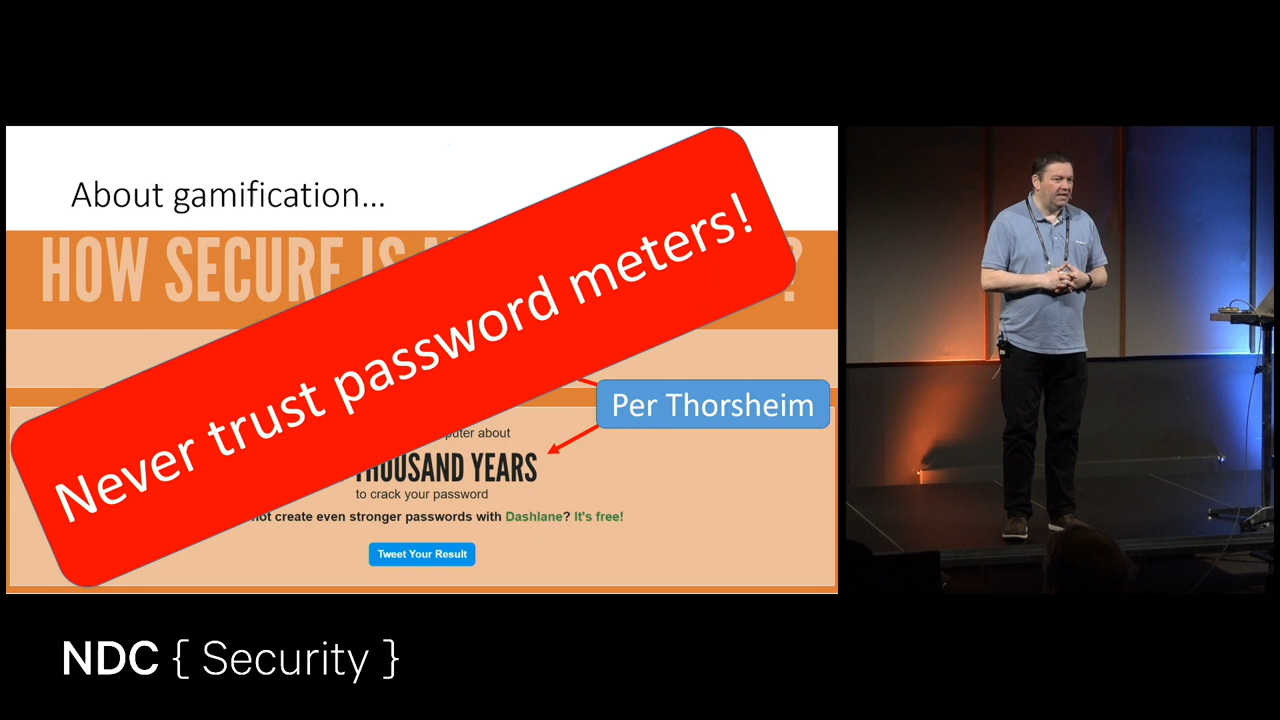 About gamification...
HOW SECURE IS
?
Never trust password meters!
Per Thorsheim
puter about
THOUSAND YEARS
to crack your password
not create even stronger passwords with Dashlane? It's free!
Tweet Your Result
NDC { Security }